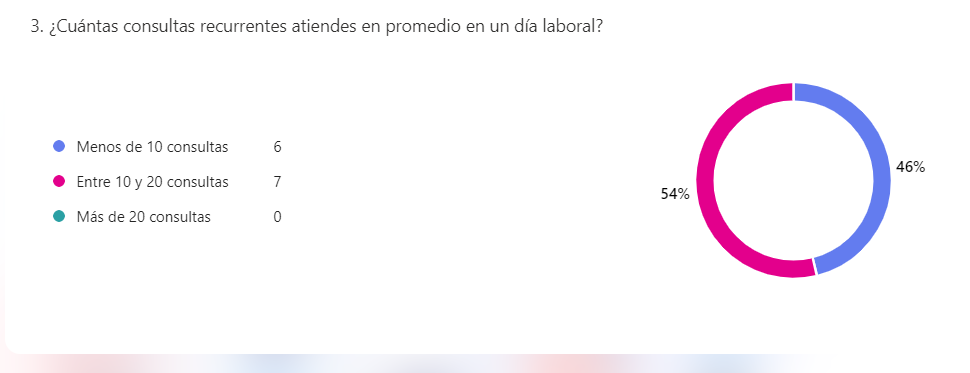 3. ¿Cuántas consultas recurrentes atiendes en promedio en un día laboral?
Menos de 10 consultas 6
Entre 10 y 20 consultas 7
Más de 20 consultas 0
46%
54%